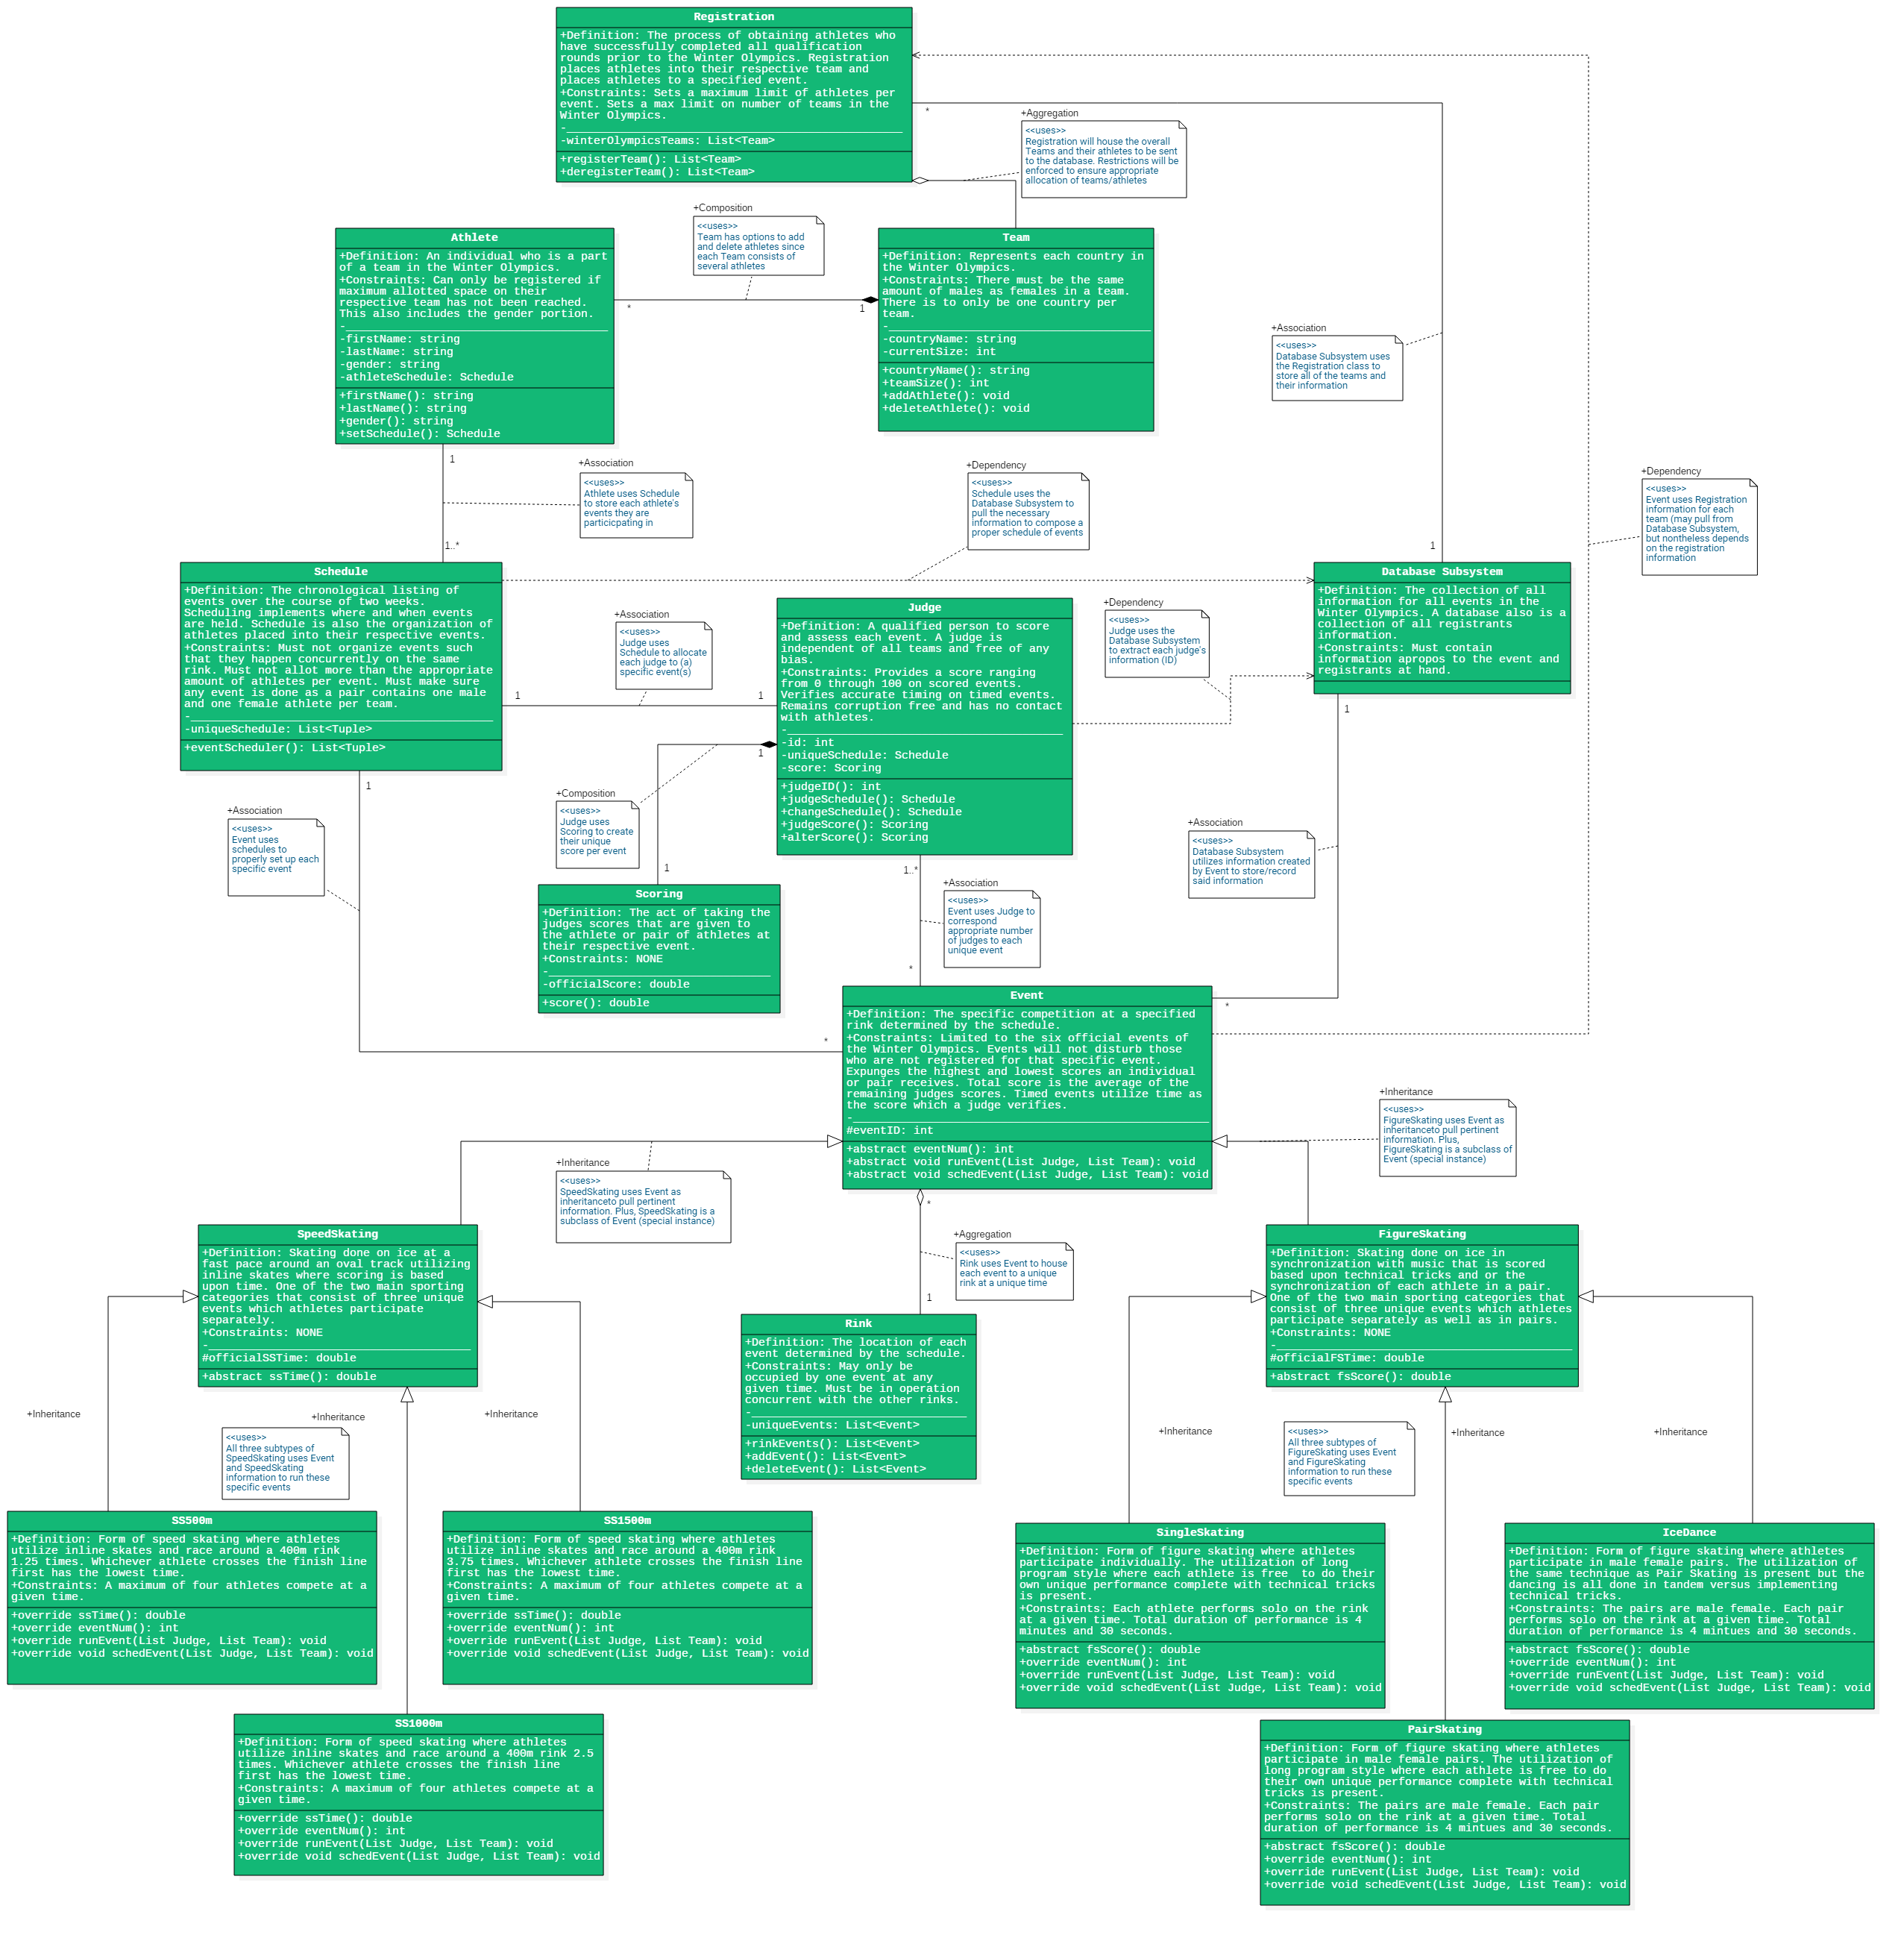 Registration
+Definition: The process of obtaining athletes who
have successfully completed all qualification
rounds prior to the Winter Olympics. Registration
places athletes into their respective team and
places athletes to a specified event.
+Constraints: Sets a maximum limit of athletes per
event. Sets a max limit on number of teams in the
Winter Olympics.
-__________________________________________________
-winterOlympicsTeams: List<Team>
+registerTeam(): List<Team>
+deregisterTeam(): List<Team>
*
+Aggregation
<<uses>>
Registration will house the overall
Teams and their athletes to be sent
to the database. Restrictions will be
enforced to ensure appropriate
allocation of teams/athletes
+Composition
<<uses>>
Team has options to add
and delete athletes since
each Team consists of
several athletes
Athlete
+Definition: An individual who is a part
of a team in the Winter Olympics.
+Constraints: Can only be registered if
maximum allotted space on their
respective team has not been reached.
This also includes the gender portion.
-_______________________________________
-firstName: string
-lastName: string
-gender: string
-athleteSchedule: Schedule
+firstName(): string
+lastName(): string
+gender(): string
+setSchedule(): Schedule
*
1
Team
+Definition: Represents each country in
the Winter Olympics.
+Constraints: There must be the same
amount of males as females in a team.
There is to only be one country per
team.
-_______________________________________
-countryName: string
-currentSize: int
+countryName(): string
+teamSize(): int
+addAthlete(): void
+deleteAthlete(): void
+Association
<<uses>>
Database Subsystem uses
the Registration class to
store all of the teams and
their information
1
+Association
<<uses>>
Athlete uses Schedule
to store each athlete's
events they are
particicpating in
1..*
+Dependency
<<uses>>
Schedule uses the
Database Subsystem to
pull the necessary
information to compose a
proper schedule of events
1
+Dependency
<<uses>>
Event uses Registration
information for each
team (may pull from
Database Subsystem,
but nontheless depends
on the registration
information
Schedule
+Definition: The chronological listing of
events over the course of two weeks.
Scheduling implements where and when events
are held. Schedule is also the organization of
athletes placed into their respective events.
+Constraints: Must not organize events such
that they happen concurrently on the same
rink. Must not allot more than the appropriate
amount of athletes per event. Must make sure
any event is done as a pair contains one male
and one female athlete per team.
-______________________________________________
-uniqueSchedule: List<Tuple>
+eventScheduler(): List<Tuple>
+Association
<<uses>>
Judge uses
Schedule to allocate
each judge to (a)
specific event(s)
1
1
Judge
+Definition: A qualified person to score
and assess each event. A judge is
independent of all teams and free of any
bias.
+Constraints: Provides a score ranging
from 0 through 100 on scored events.
Verifies accurate timing on timed events.
Remains corruption free and has no contact
with athletes.
-_________________________________________
-id: int
-uniqueSchedule: Schedule
-score: Scoring
+judgeID(): int
+judgeSchedule(): Schedule
+changeSchedule(): Schedule
+judgeScore(): Scoring
+alterScore(): Scoring
+Dependency
<<uses>>
Judge uses the
Database Subsystem
to extract each judge's
information (ID)
Database Subsystem
+Definition: The collection of all
information for all events in the
Winter Olympics. A database also is a
collection of all registrants
information.
+Constraints: Must contain
information apropos to the event and
registrants at hand.
1
1
1
+Composition
<<uses>>
Judge uses
Scoring to create
their unique
score per event
1
+Association
<<uses>>
Event uses
schedules to
properly set up each
specific event
+Association
<<uses>>
Database Subsystem
utilizes information created
by Event to store/record
said information
Scoring
+Definition: The act of taking the
judges scores that are given to
the athlete or pair of athletes at
their respective event.
+Constraints: NONE
-_________________________________
-officialScore: double
+score(): double
1..*
+Association
<<uses>>
Event uses Judge to
correspond
appropriate number
of judges to each
unique event
*
*
*
Event
+Definition: The specific competition at a specified
rink determined by the schedule.
+Constraints: Limited to the six official events of
the Winter Olympics. Events will not disturb those
who are not registered for that specific event.
Expunges the highest and lowest scores an individual
or pair receives. Total score is the average of the
remaining judges scores. Timed events utilize time as
the score which a judge verifies.
-_____________________________________________________
#eventID: int
+abstract eventNum(): int
+abstract void runEvent(List Judge, List Team): void
+abstract void schedEvent(List Judge, List Team): void
+Inheritance
<<uses>>
SpeedSkating uses Event as
inheritanceto pull pertinent
information. Plus, SpeedSkating is a
subclass of Event (special instance)
+Inheritance
<<uses>>
FigureSkating uses Event as
inheritanceto pull pertinent
information. Plus,
FigureSkating is a subclass of
Event (special instance)
*
+Aggregation
<<uses>>
Rink uses Event to house
each event to a unique
rink at a unique time
1
SpeedSkating
+Definition: Skating done on ice at a
fast pace around an oval track utilizing
inline skates where scoring is based
upon time. One of the two main sporting
categories that consist of three unique
events which athletes participate
separately.
+Constraints: NONE
-_______________________________________
#officialSSTime: double
+abstract ssTime(): double
Rink
+Definition: The location of each
event determined by the schedule.
+Constraints: May only be
occupied by one event at any
given time. Must be in operation
concurrent with the other rinks.
-________________________________
-uniqueEvents: List<Event>
+rinkEvents(): List<Event>
+addEvent(): List<Event>
+deleteEvent(): List<Event>
FigureSkating
+Definition: Skating done on ice in
synchronization with music that is scored
based upon technical tricks and or the
synchronization of each athlete in a pair.
One of the two main sporting categories that
consist of three unique events which athletes
participate separately as well as in pairs.
+Constraints: NONE
-____________________________________________
#officialFSTime: double
+abstract fsScore(): double
+Inheritance
+Inheritance
+Inheritance
<<uses>>
All three subtypes of
SpeedSkating uses Event
and SpeedSkating
information to run these
specific events
+Inheritance
+Inheritance
+Inheritance
<<uses>>
All three subtypes of
FigureSkating uses Event
and FigureSkating
information to run these
specific events
SS500m
+Definition: Form of speed skating where athletes
utilize inline skates and race around a 400m rink
1.25 times. Whichever athlete crosses the finish line
first has the lowest time.
+Constraints: A maximum of four athletes compete at a
given time.
+override ssTime(): double
+override eventNum(): int
+override runEvent(List Judge, List Team): void
+override void schedEvent(List Judge, List Team): void
SS1500m
+Definition: Form of speed skating where athletes
utilize inline skates and race around a 400m rink
3.75 times. Whichever athlete crosses the finish line
first has the lowest time.
+Constraints: A maximum of four athletes compete at a
given time.
+override ssTime(): double
+override eventNum(): int
+override runEvent(List Judge, List Team): void
+override void schedEvent(List Judge, List Team): void
SingleSkating
+Definition: Form of figure skating where athletes
participate individually. The utilization of long
program style where each athlete is free  to do their
own unique performance complete with technical tricks
is present.
+Constraints: Each athlete performs solo on the rink
at a given time. Total duration of performance is 4
minutes and 30 seconds.
+abstract fsScore(): double
+override eventNum(): int
+override runEvent(List Judge, List Team): void
+override void schedEvent(List Judge, List Team): void
IceDance
+Definition: Form of figure skating where athletes
participate in male female pairs. The utilization of
the same technique as Pair Skating is present but the
dancing is all done in tandem versus implementing
technical tricks.
+Constraints: The pairs are male female. Each pair
performs solo on the rink at a given time. Total
duration of performance is 4 mintues and 30 seconds.
+abstract fsScore(): double
+override eventNum(): int
+override runEvent(List Judge, List Team): void
+override void schedEvent(List Judge, List Team): void
SS1000m
+Definition: Form of speed skating where athletes
utilize inline skates and race around a 400m rink 2.5
times. Whichever athlete crosses the finish line
first has the lowest time.
+Constraints: A maximum of four athletes compete at a
given time.
+override ssTime(): double
+override eventNum(): int
+override runEvent(List Judge, List Team): void
+override void schedEvent(List Judge, List Team): void
PairSkating
+Definition: Form of figure skating where athletes
participate in male female pairs. The utilization of
long program style where each athlete is free to do
their own unique performance complete with technical
tricks is present.
+Constraints: The pairs are male female. Each pair
performs solo on the rink at a given time. Total
duration of performance is 4 mintues and 30 seconds.
+abstract fsScore(): double
+override eventNum(): int
+override runEvent(List Judge, List Team): void
+override void schedEvent(List Judge, List Team): void